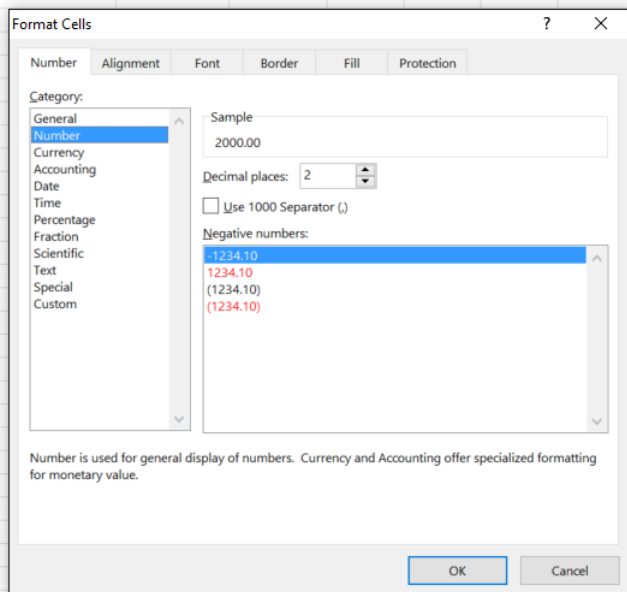 Format Cells
?
Number
Alignment
Font
Border
Fill
Protection
Category:
General
Number
Currency
Accounting
Date
Time
Percentage
Fraction
Scientific
Text
Special
Custom
Sample
2000.00
Decimal places: 2
Use 1000 Separator (,)
Negative numbers:
-1234.10
1234.10
(1234.10)
(1234.10)
Number is used for general display of numbers.  Currency and Accounting offer specialized formatting
for monetary value.
OK
Cancel